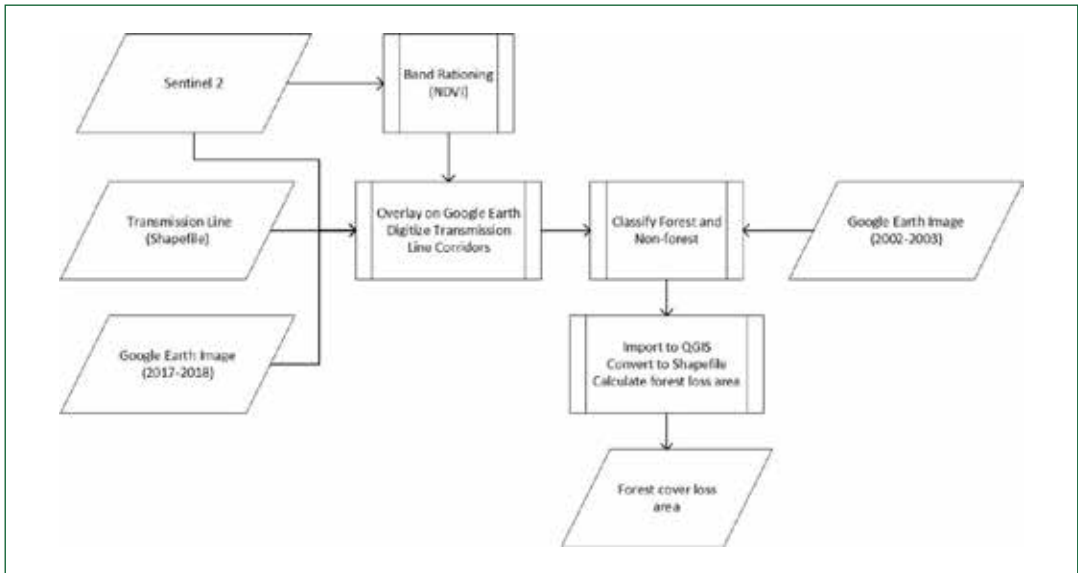 Sentinel 2
Band Rationing
(NDVI)
Transmission Line
(Shapefile)
Overlay on Google Earth
Digitize Transmission
Line Corridors
Classify Forest and
Non-forest
Google Earth Image
(2002-2003)
Google Earth Image
(2017-2018)
Import to QGIS
Convert to Shapefile
Calculate forest loss area
Forest cover loss
area